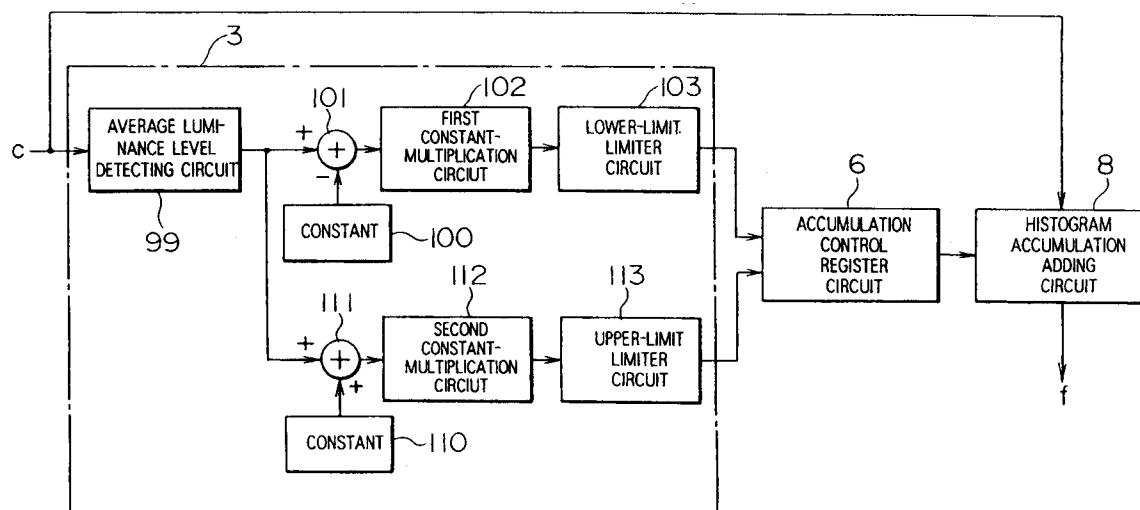 3
101
102
103
AVERAGE LUMI-
NANCE LEVEL
DETECTING CIRCUIT
C
+
+
−
FIRST
CONSTANT-
MULTIPLICATION
CIRCIUT
LOWER-LIMIT
LIMITER
CIRCUIT
99
CONSTANT
100
6
8
ACCUMULATION
CONTROL
REGISTER
CIRCUIT
HISTOGRAM
ACCUMULATION
ADDING
CIRCUIT
111
112
113
+
+
+
SECOND
CONSTANT-
MULTIPLICATION
CIRCIUT
UPPER-LIMIT
LIMITER
CIRCUIT
CONSTANT
110
f